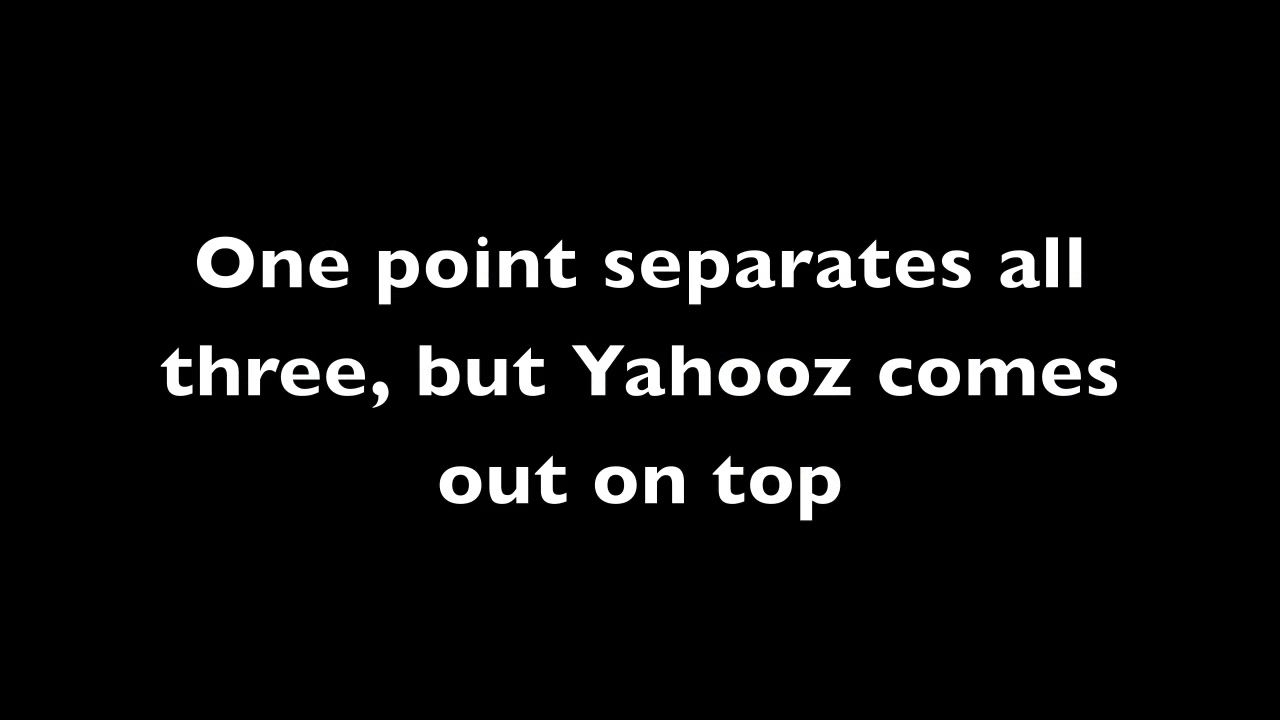 One point separates all
three, but Yahooz comes
out on top